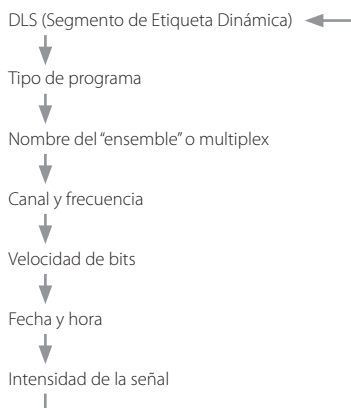 DLS (Segmento de Etiqueta Dinámica)
Tipo de programa
Nombre del “ensemble” o multiplex
Canal y frecuencia
Velocidad de bits
Fecha y hora
Intensidad de la señal